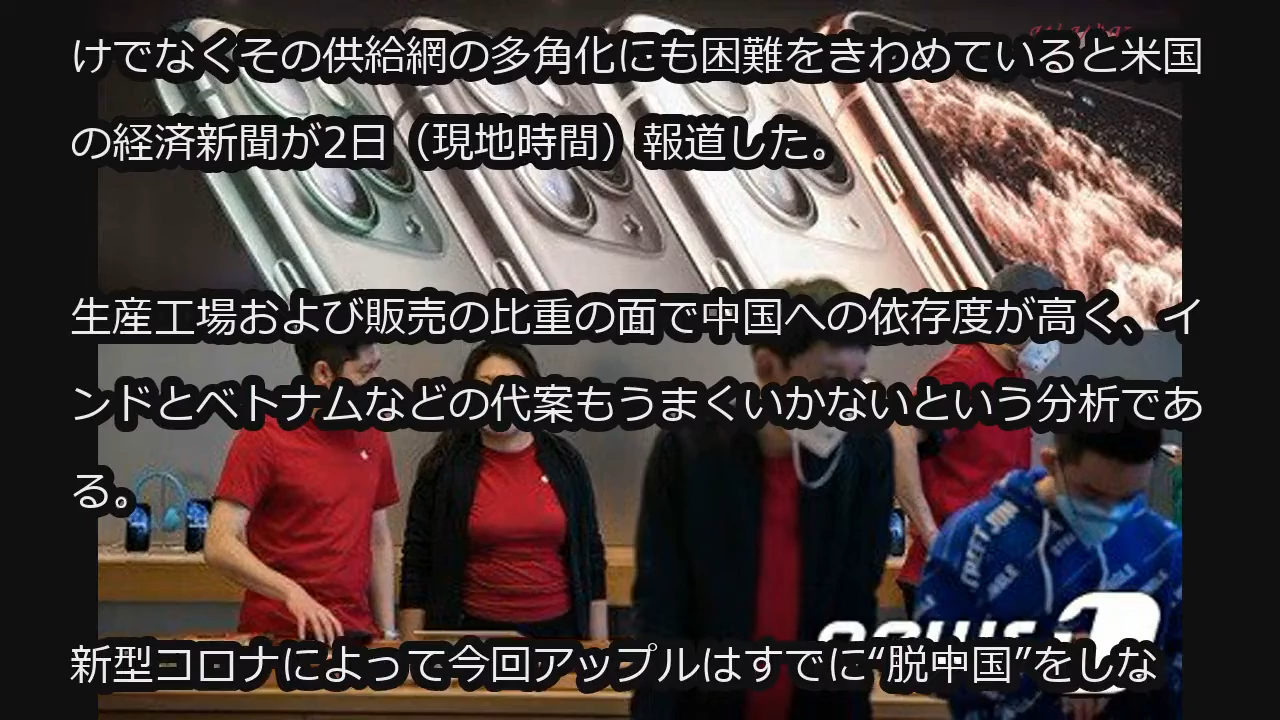 けでなくその供給網の多角化にも困難をきわめていると米国
の経済新聞が2日（現地時間）報道した。
生産工場および販売の比重の面で中国への依存度が高く、イ
ンドとベトナムなどの代案もうまくいかないという分析であ
る。
新型コロナによって今回アップルはすでに“脱中国”をしな